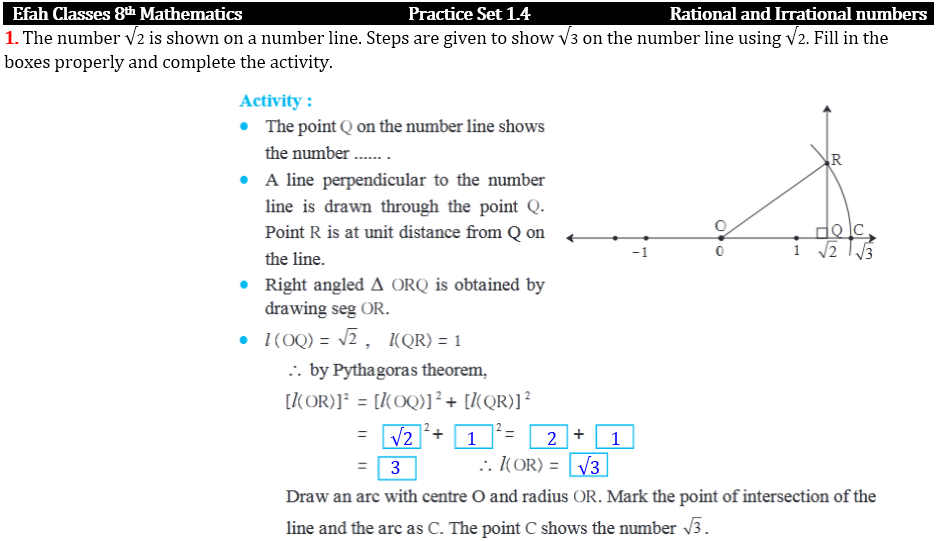 Efah Classes 8th Mathematics Practice Set 1.4 Rational and Irrational numbers
1. The number √2 is shown on a number line. Steps are given to show √3 on the number line using √2. Fill in the
boxes properly and complete the activity.
Activity :
• The point Q on the number line shows
the number ...... .
• A line perpendicular to the number
line is drawn through the point Q.
Point R is at unit distance from Q on
the line.
• Right angled Δ ORQ is obtained by
drawing seg OR.
R
O Q C
-1 0 1 √2 √3
• l(OQ) = √2 , l(QR) = 1
∴ by Pythagoras theorem,
[l(OR)]² = [l(OQ)]² + [l(QR)]²
= √2 ² + 1 ² = 2 + 1
= 3 ∴ l(OR) = √3
Draw an arc with centre O and radius OR. Mark the point of intersection of the
line and the arc as C. The point C shows the number √3 .